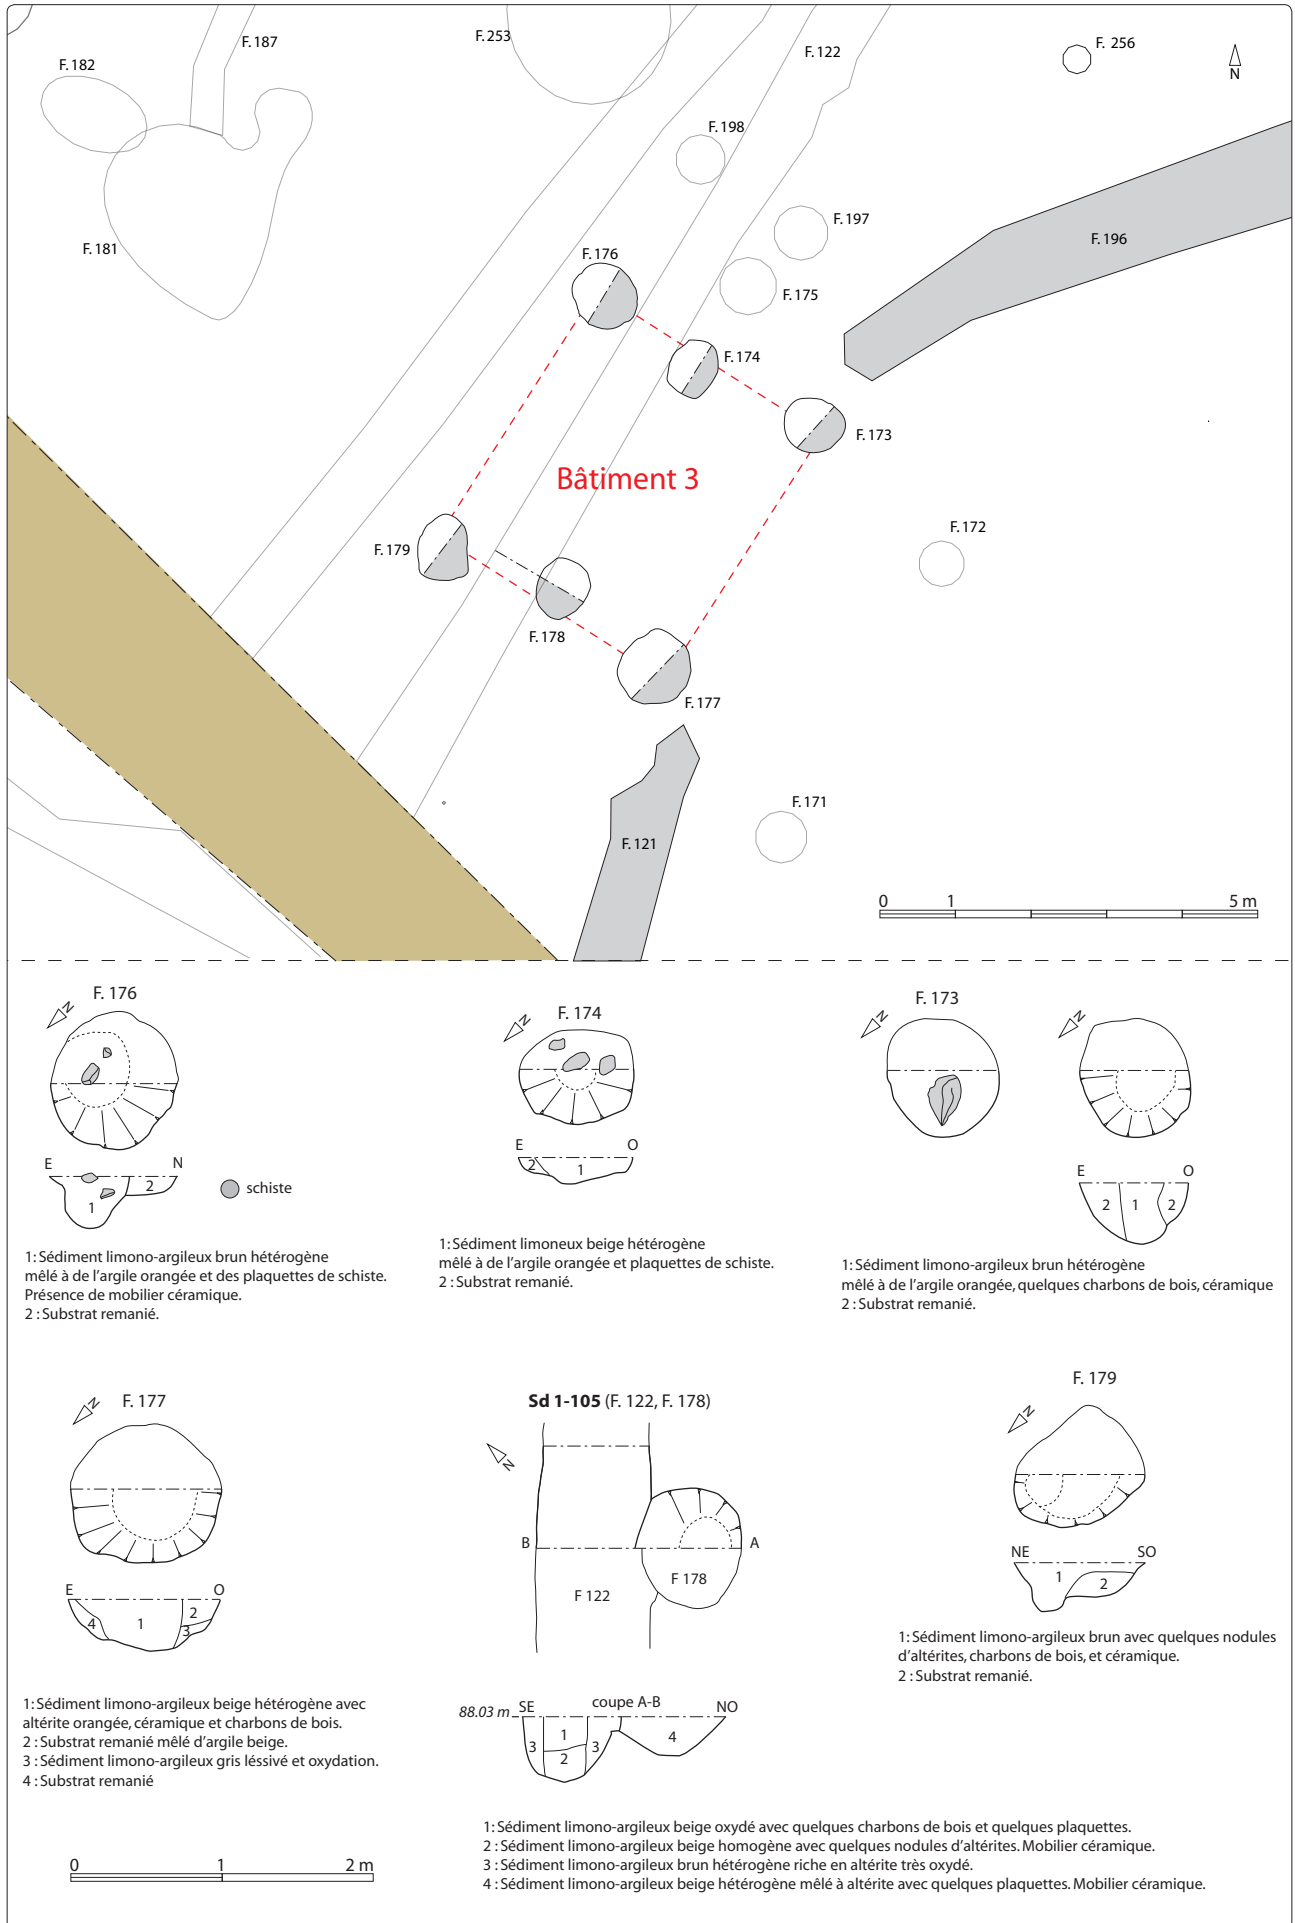 F. 187
F. 253
F. 122
F. 256
N
F. 182
F. 198
F. 197
F. 181
F. 176
F. 196
F. 175
F. 174
F. 173
Bâtiment 3
F. 172
F. 179
F. 178
F. 177
F. 171
F. 121
0 1 5 m
F. 176
N
E N
1
2
schiste
1: Sédiment limono-argileux brun hétérogène
mêlé à de l'argile orangée et des plaquettes de schiste.
Présence de mobilier céramique.
2 : Substrat remanié.
F. 174
N
E O
2
1
1: Sédiment limoneux beige hétérogène
mêlé à de l'argile orangée et plaquettes de schiste.
2 : Substrat remanié.
F. 173
N
N
E O
2 1 2
1: Sédiment limono-argileux brun hétérogène
mêlé à de l'argile orangée, quelques charbons de bois, céramique
2 : Substrat remanié.
F. 177
N
E O
4 1 2
3
1: Sédiment limono-argileux beige hétérogène avec
altérite orangée, céramique et charbons de bois.
2 : Substrat remanié mêlé d'argile beige.
3 : Sédiment limono-argileux gris léssivé et oxydation.
4 : Substrat remanié
Sd 1-105 (F. 122, F. 178)
N
B A
F 178
F 122
coupe A-B
88.03 m SE NO
1
3 2 3 4
1: Sédiment limono-argileux beige oxydé avec quelques charbons de bois et quelques plaquettes.
2 : Sédiment limono-argileux beige homogène avec quelques nodules d'altérites. Mobilier céramique.
3 : Sédiment limono-argileux brun hétérogène riche en altérite très oxydé.
4 : Sédiment limono-argileux beige hétérogène mêlé à altérite avec quelques plaquettes. Mobilier céramique.
F. 179
N
NE SO
1
2
1: Sédiment limono-argileux brun avec quelques nodules
d'altérites, charbons de bois, et céramique.
2 : Substrat remanié.
0 1 2 m